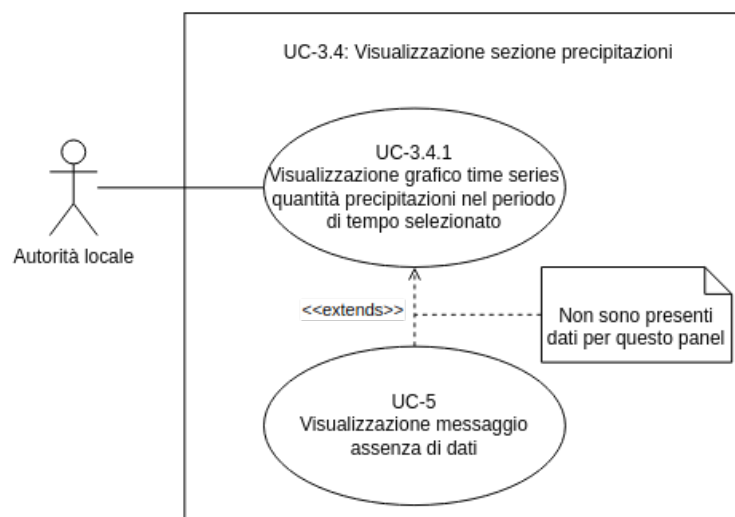 UC-3.4: Visualizzazione sezione precipitazioni
UC-3.4.1
Visualizzazione grafico time series
quantità precipitazioni nel periodo
di tempo selezionato
Autorità locale
<<extends>>
Non sono presenti
dati per questo panel
UC-5
Visualizzazione messaggio
assenza di dati